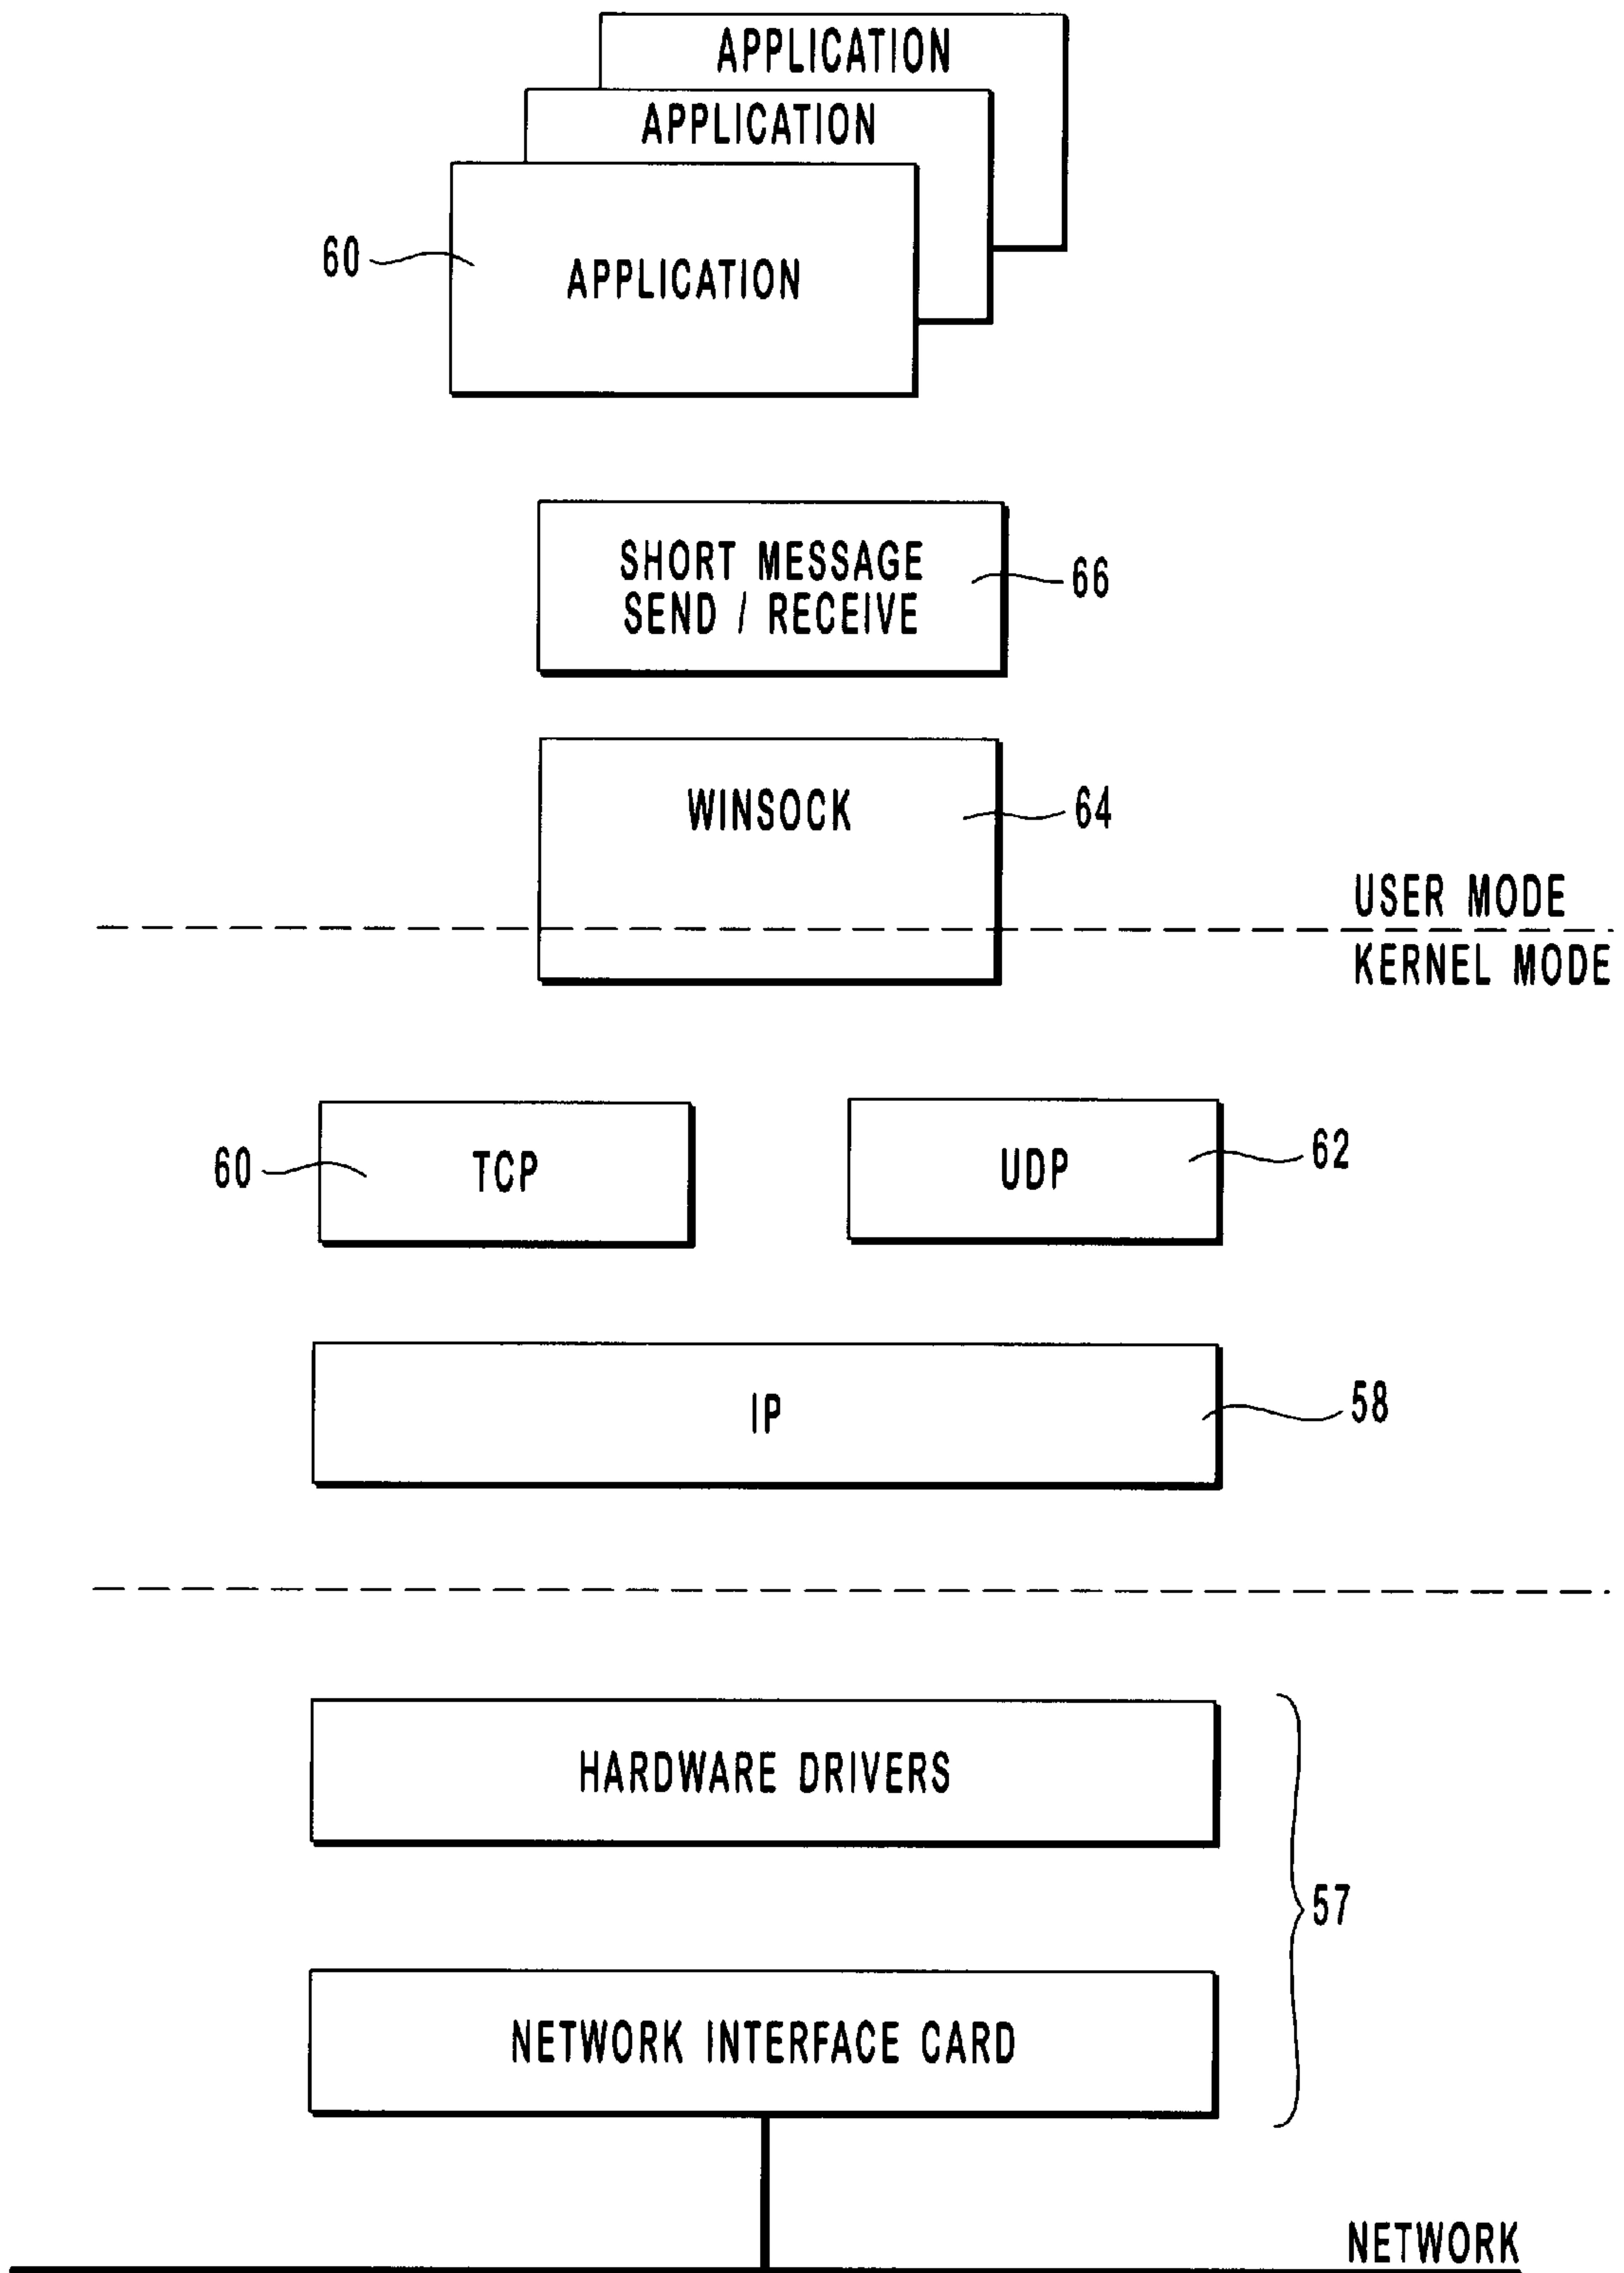 APPLICATION
APPLICATION
60
APPLICATION
SHORT MESSAGE
SEND / RECEIVE
66
WINSOCK
64
USER MODE
KERNEL MODE
60
TCP
UDP
62
IP
58
HARDWARE DRIVERS
57
NETWORK INTERFACE CARD
NETWORK